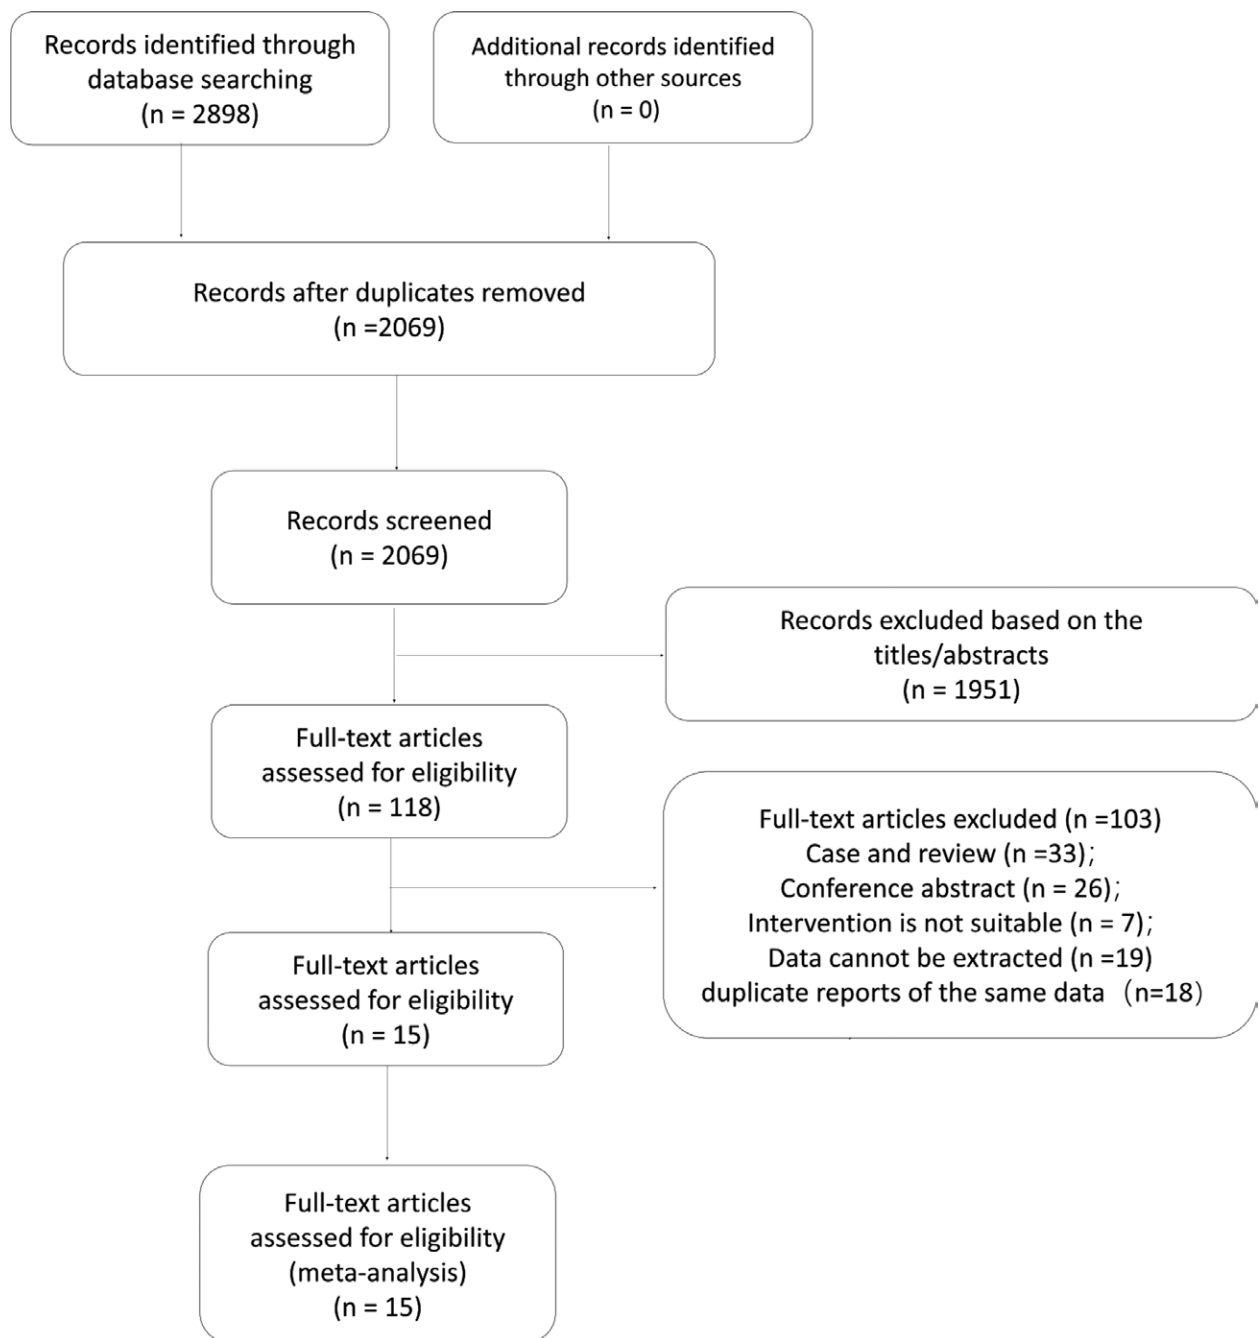 Records identified through
database searching
(n = 2898)
Additional records identified
through other sources
(n = 0)
Records after duplicates removed
(n =2069)
Records screened
(n = 2069)
Records excluded based on the
titles/abstracts
(n = 1951)
Full-text articles
assessed for eligibility
(n = 118)
Full-text articles excluded (n =103)
Case and review (n =33)；
Conference abstract (n = 26)；
Intervention is not suitable (n = 7)；
Data cannot be extracted (n =19)
duplicate reports of the same data（n=18）
Full-text articles
assessed for eligibility
(n = 15)
Full-text articles
assessed for eligibility
(meta-analysis)
(n = 15)